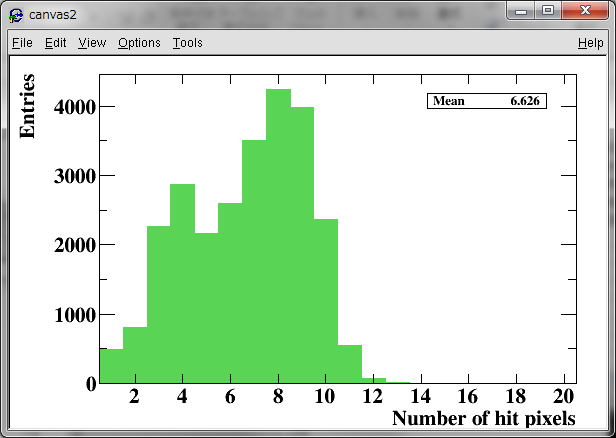 canvas2
File Edit View Options Tools Help
Entries
Mean 6.626
4000
3000
2000
1000
0
2 4 6 8 10 12 14 16 18 20
Number of hit pixels